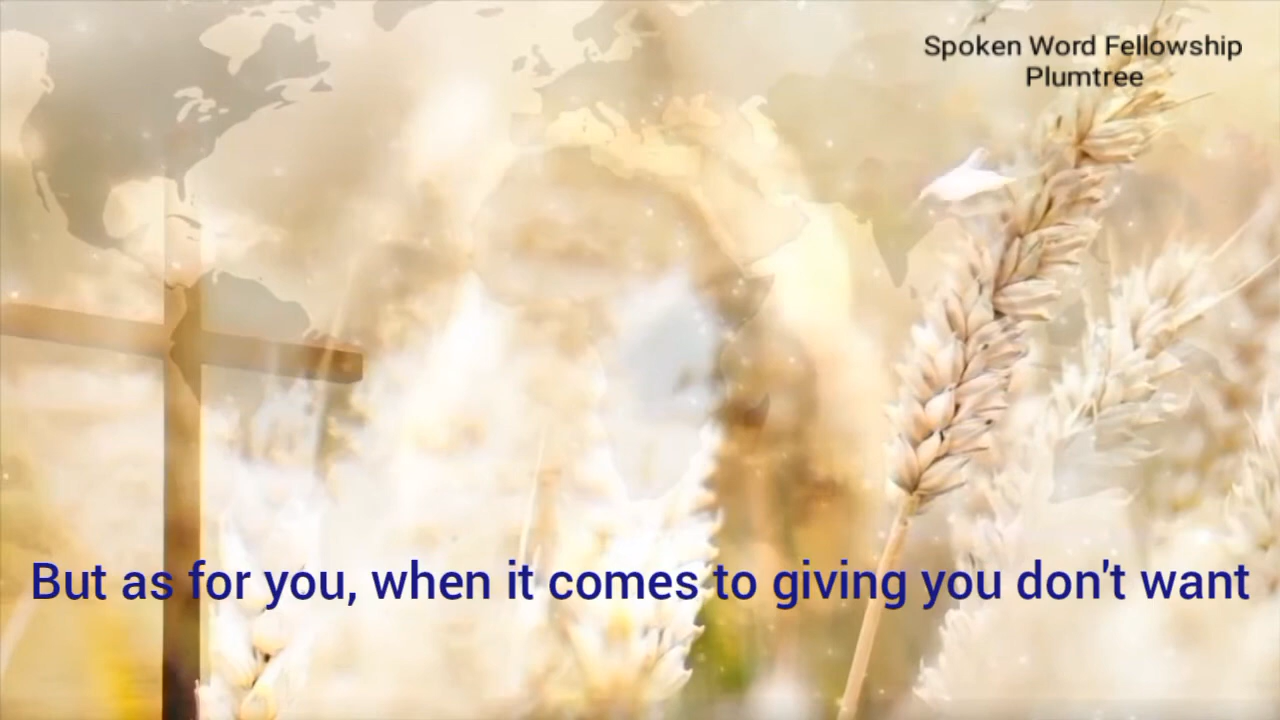 Spoken Word Fellowship
Plumtree
But as for you, when it comes to giving you don't want